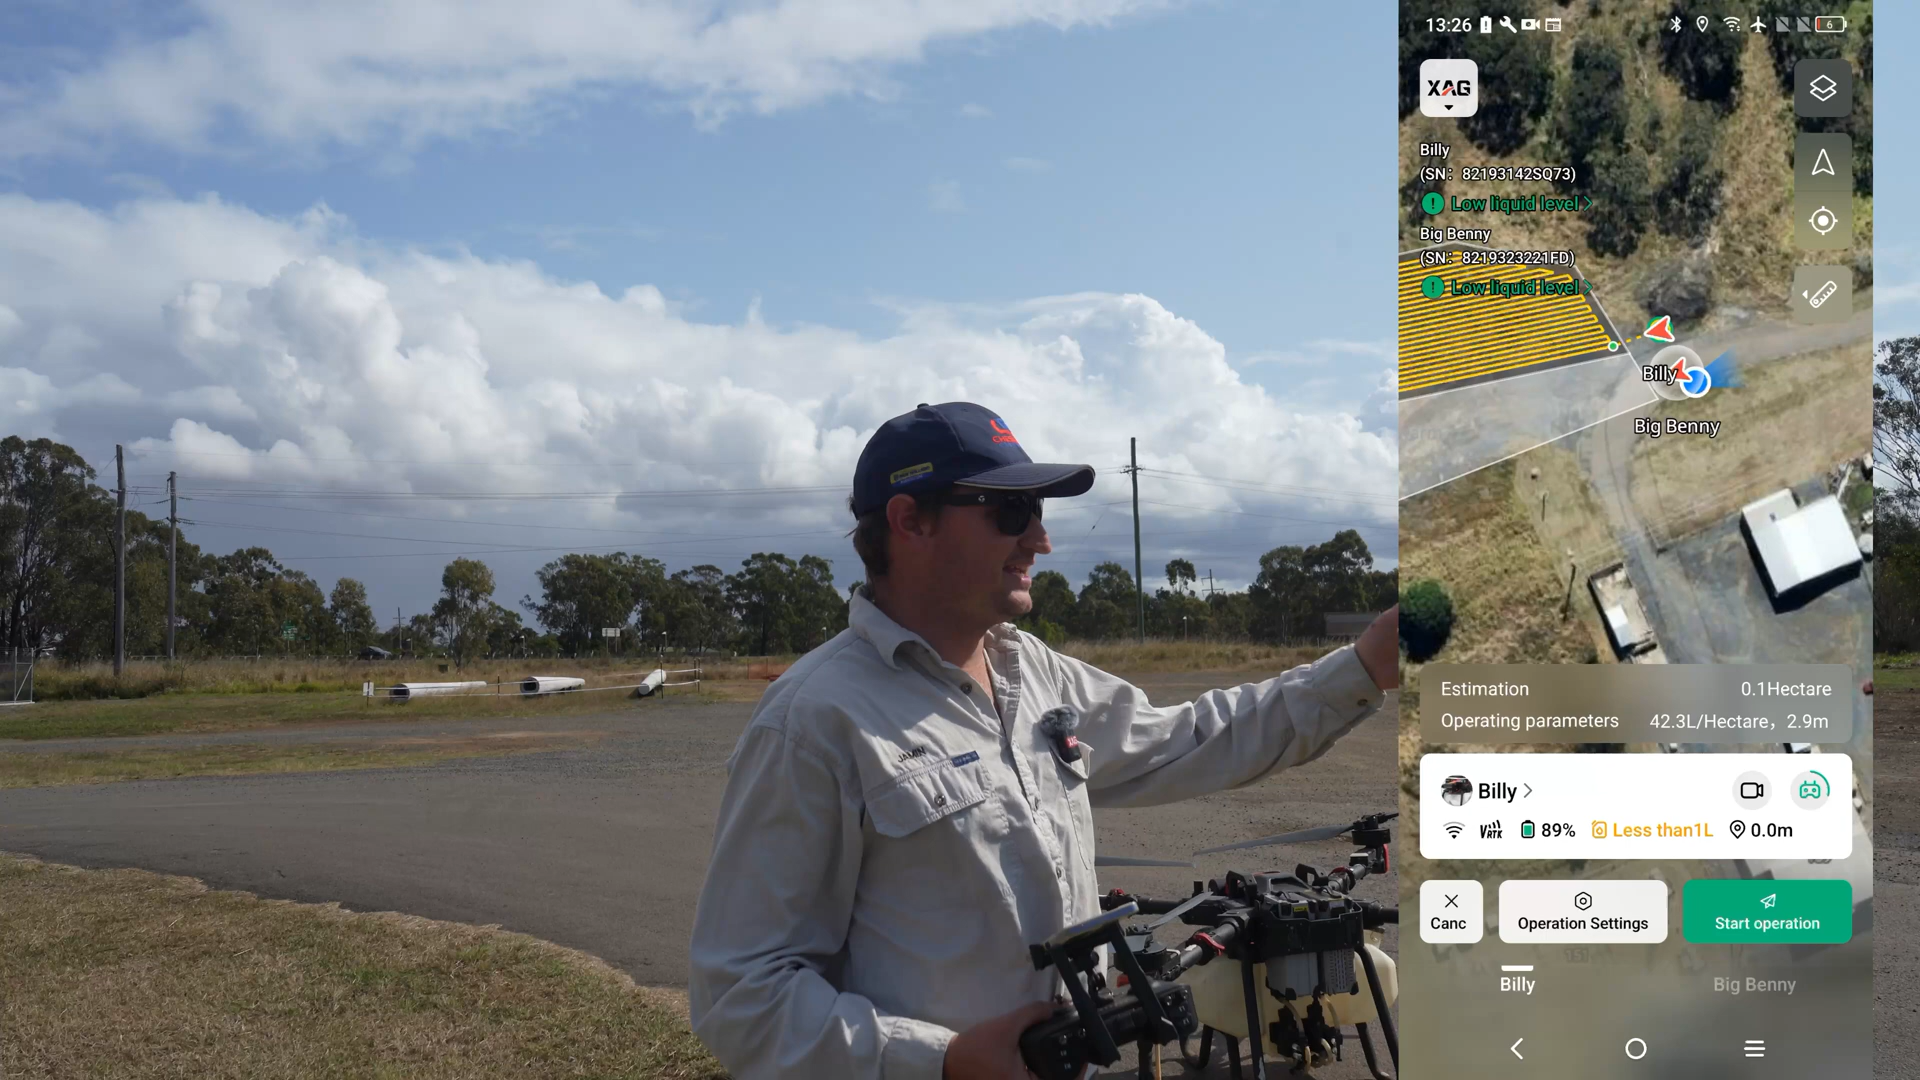 13:26
6
XAG
Billy
(SN: 82193142SQ73)
Low liquid level
Big Benny
(SN: 8219323221FD)
Low liquid level
Billy
Big Benny
Estimation 0.1Hectare
Operating parameters 42.3L/Hectare, 2.9m
Billy
VRTK 89% Less than1L 0.0m
Canc
Operation Settings
Start operation
Billy
Big Benny